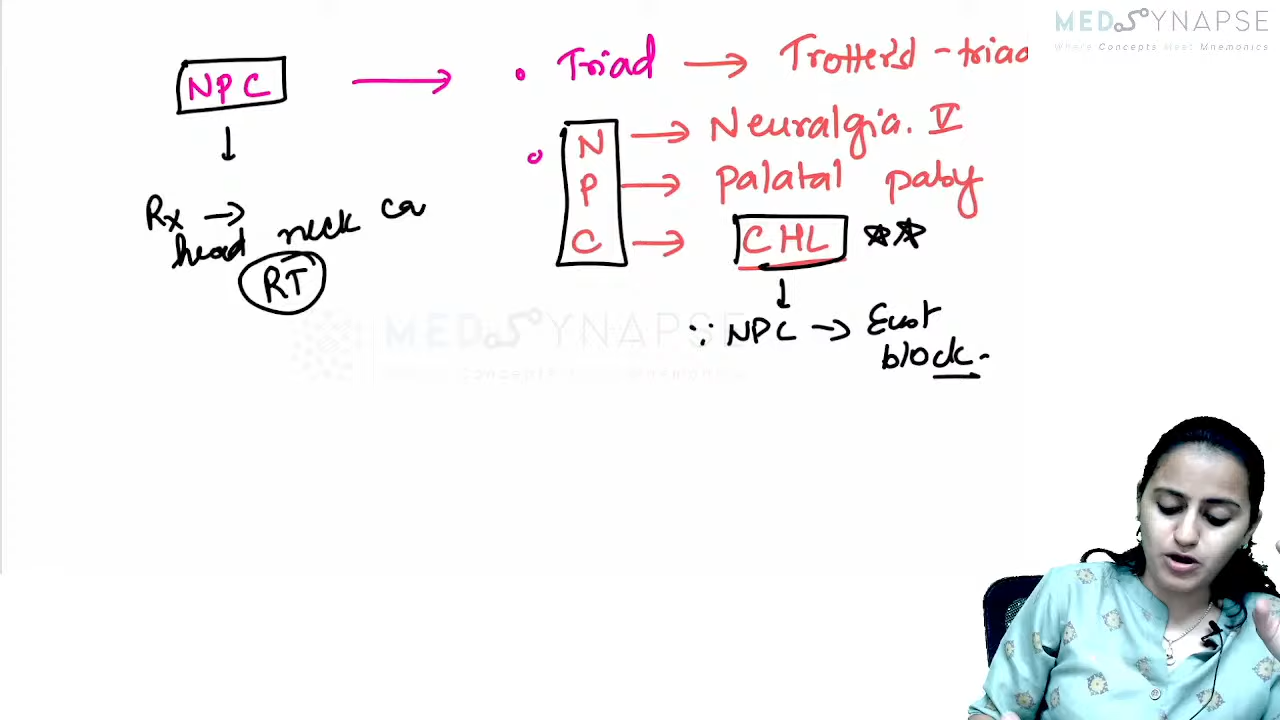 MEDSYNAPSE
Where Concepts Meet Mnemonics
NPC → • Triad → Trotter's - triad
N → Neuralgia. V
P → palatal palsy
C → CHL
Rx →
head neck ca
RT
∵ NPC → Eust
block-
MEDSYNAPSE